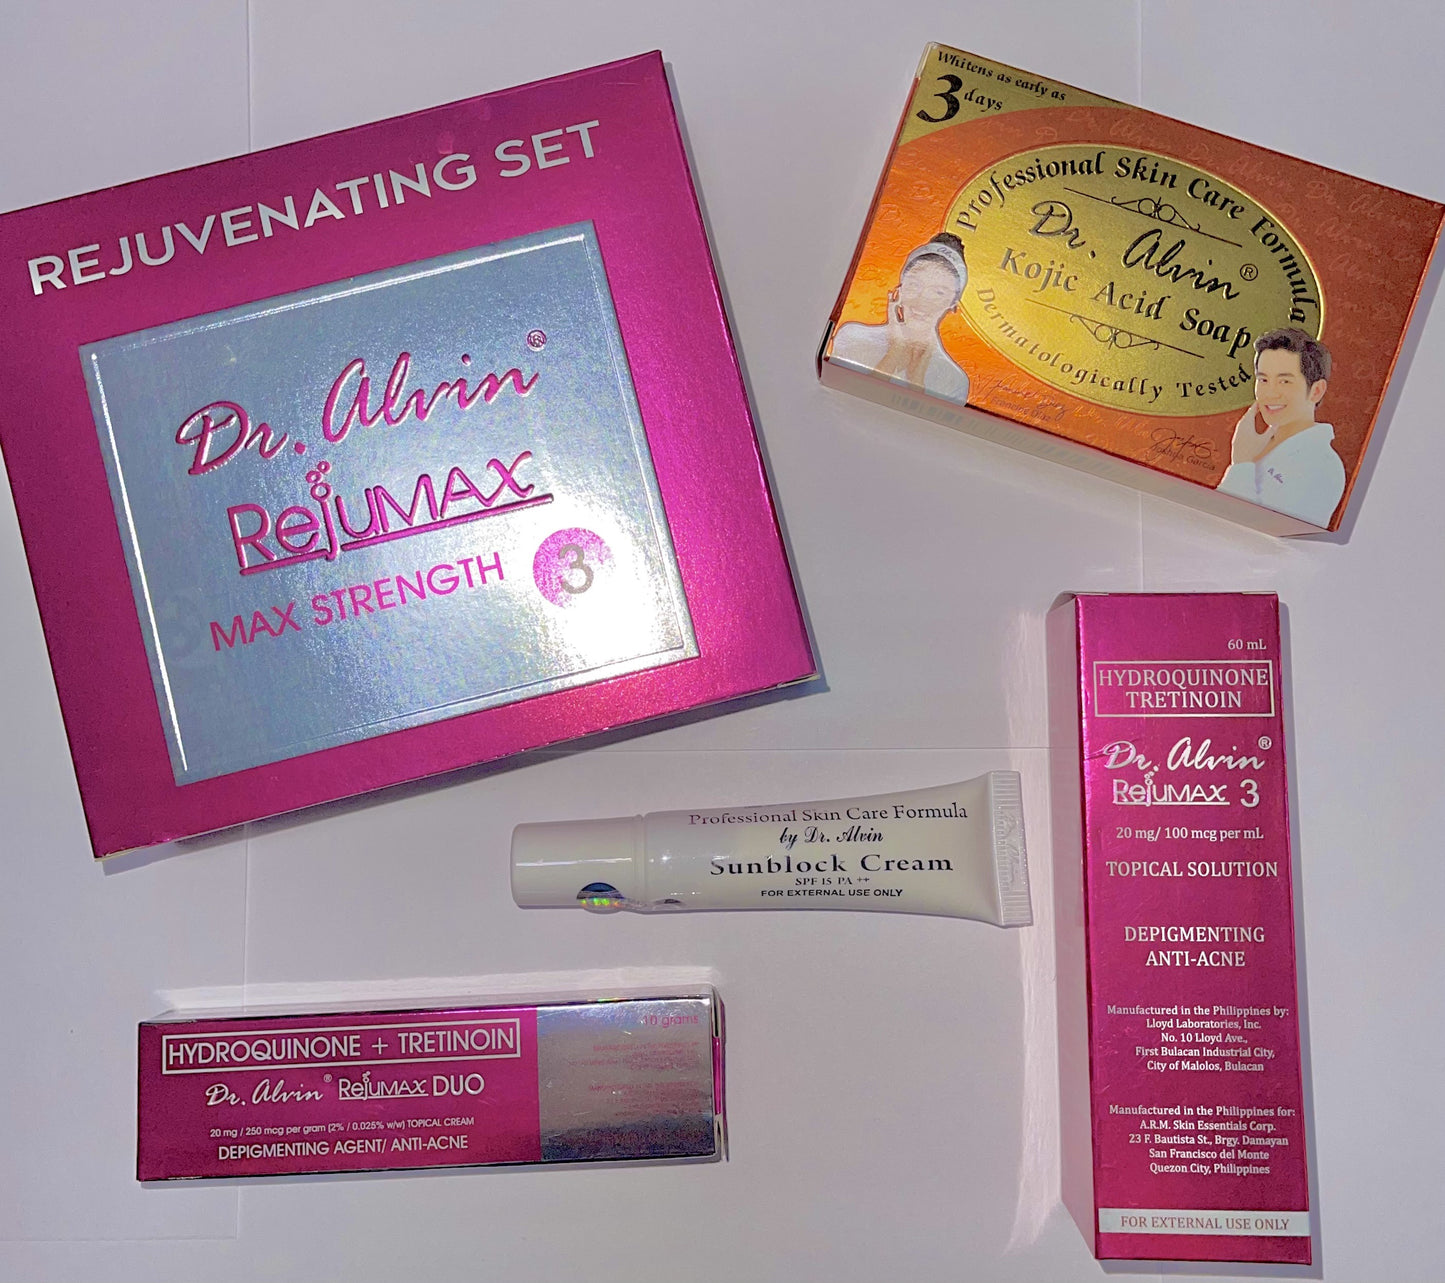 REJUVENATING SET
Dr. Alvin®
RejuMAX
MAX STRENGTH 3
Whitens as early as
3 days
Professional Skin Care Formula
Dr. Alvin®
Kojic Acid Soap
Dermatologically Tested
Joshua Garcia
Professional Skin Care Formula
by Dr. Alvin
Sunblock Cream
SPF 15 PA ++
FOR EXTERNAL USE ONLY
10 grams
HYDROQUINONE + TRETINOIN
Dr. Alvin® RejuMAX DUO
20 mg / 250 mcg per gram (2% / 0.025% w/w) TOPICAL CREAM
DEPIGMENTING AGENT/ ANTI-ACNE
60 mL
HYDROQUINONE
TRETINOIN
Dr. Alvin®
RejuMAX 3
20 mg/ 100 mcg per mL
TOPICAL SOLUTION
DEPIGMENTING
ANTI-ACNE
Manufactured in the Philippines by:
Lloyd Laboratories, Inc.
No. 10 Lloyd Ave.,
First Bulacan Industrial City,
City of Malolos, Bulacan
Manufactured in the Philippines for:
A.R.M. Skin Essentials Corp.
23 F. Bautista St., Brgy. Damayan
San Francisco del Monte
Quezon City, Philippines
FOR EXTERNAL USE ONLY